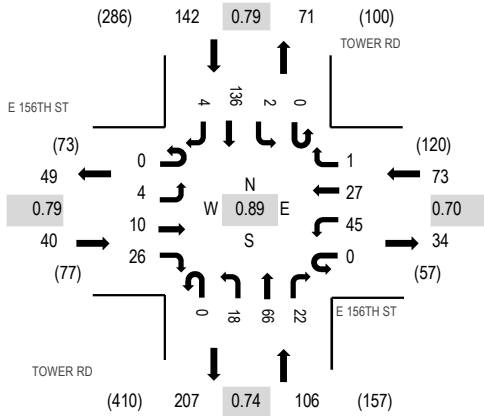 (286) 142 0.79 71 (100)
TOWER RD
4 136 2 0
E 156TH ST
(73) (120)
0 1
49 73
4 N 27
0.79 W 0.89 E 0.70
10 45
40 S 34
26 0
(77) (57)
0 18 66 22
E 156TH ST
TOWER RD
(410) 207 0.74 106 (157)